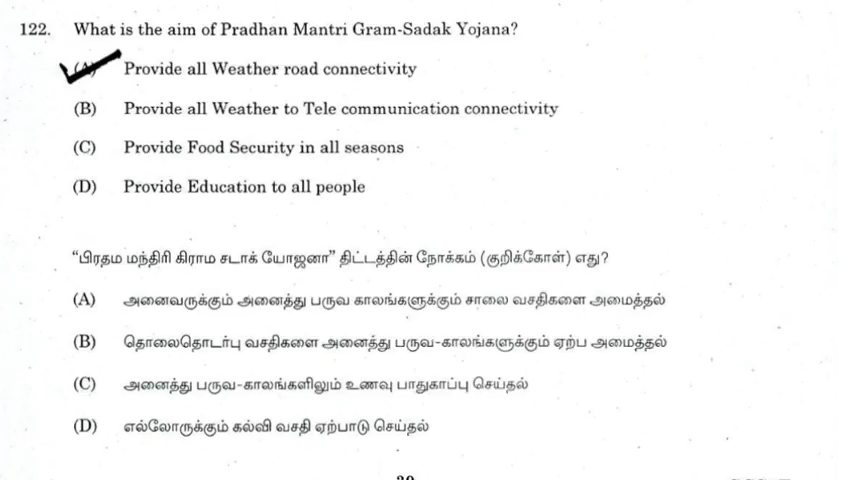 122. What is the aim of Pradhan Mantri Gram-Sadak Yojana?
(A) Provide all Weather road connectivity
(B) Provide all Weather to Tele communication connectivity
(C) Provide Food Security in all seasons
(D) Provide Education to all people
“பிரதம மந்திரி கிராம சடாக் யோஜனா” திட்டத்தின் நோக்கம் (குறிக்கோள்) எது?
(A) அனைவருக்கும் அனைத்து பருவ காலங்களுக்கும் சாலை வசதிகளை அமைத்தல்
(B) தொலைதொடர்பு வசதிகளை அனைத்து பருவ-காலங்களுக்கும் ஏற்ப அமைத்தல்
(C) அனைத்து பருவ-காலங்களிலும் உணவு பாதுகாப்பு செய்தல்
(D) எல்லோருக்கும் கல்வி வசதி ஏற்பாடு செய்தல்